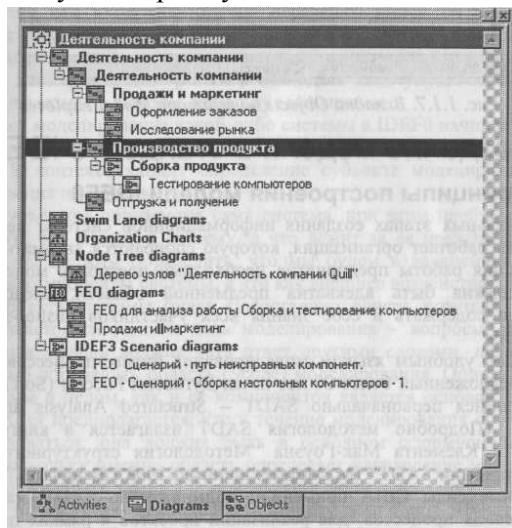 Деятельность компании
Деятельность компании
Деятельность компании
Продажи и маркетинг
Оформление заказов
Исследование рынка
Производство продукта
Сборка продукта
Тестирование компьютеров
Отгрузка и получение
Swim Lane diagrams
Organization Charts
Node Tree diagrams
Дерево узлов "Деятельность компании Quill"
FEO diagrams
FEO для анализа работы Сборка и тестирование компьютеров
Продажи и маркетинг
IDEF3 Scenario diagrams
FEO Сценарий - путь неисправных компонент.
FEO - Сценарий - Сборка настольных компьютеров - 1.
Activities Diagrams Objects